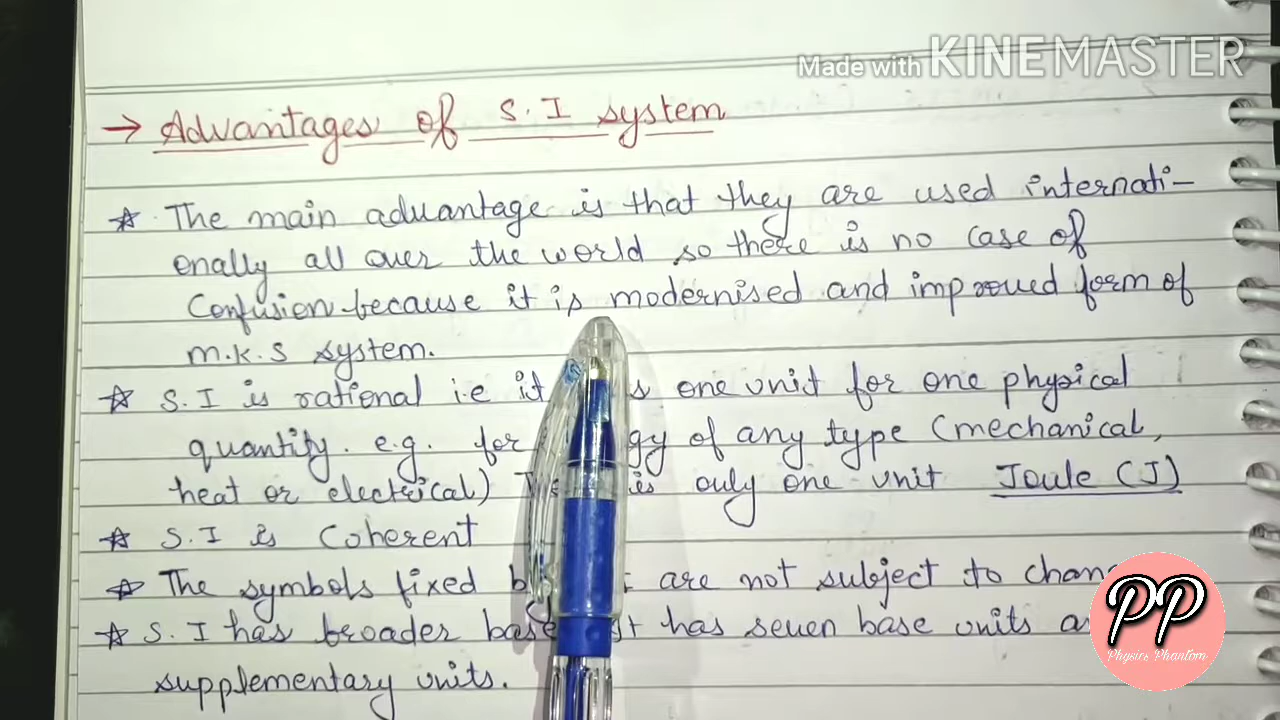 Made with KINEMASTER
→ Advantages of S.I system
☆ The main advantage is that they are used internati-
onally all over the world so there is no case of
Confusion because it is modernised and improved form of
m.k.s system.
☆ S.I is rational i.e it one unit for one physical
quantity. e.g. for of any type (mechanical,
heat or electrical) is only one unit Joule (J)
☆ S.I is Coherent
☆ The symbols fixed are not subject to
☆ S.I has broader base has seven base units
supplementary units.
PP
Physics Phantom